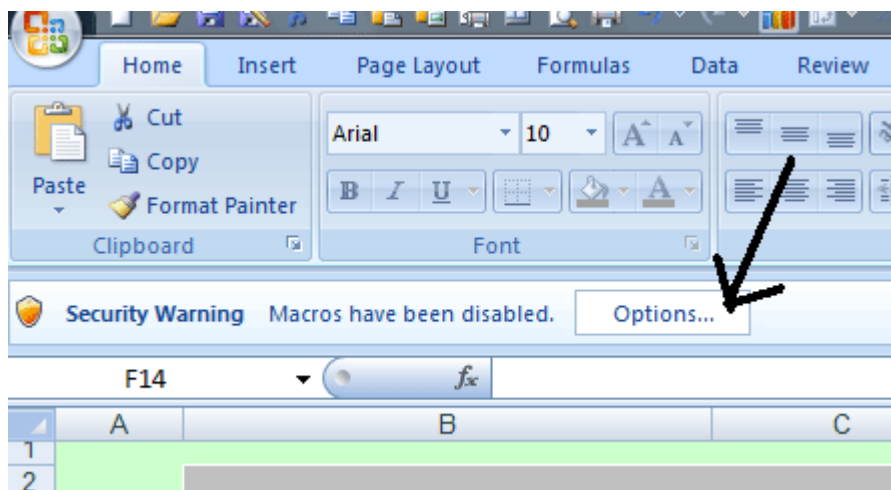 Home Insert Page Layout Formulas Data Review
Cut
Arial 10 A A
Copy
Paste
B I U A
Format Painter
Clipboard Font
Security Warning Macros have been disabled. Options...
F14 fx
A B C
1
2